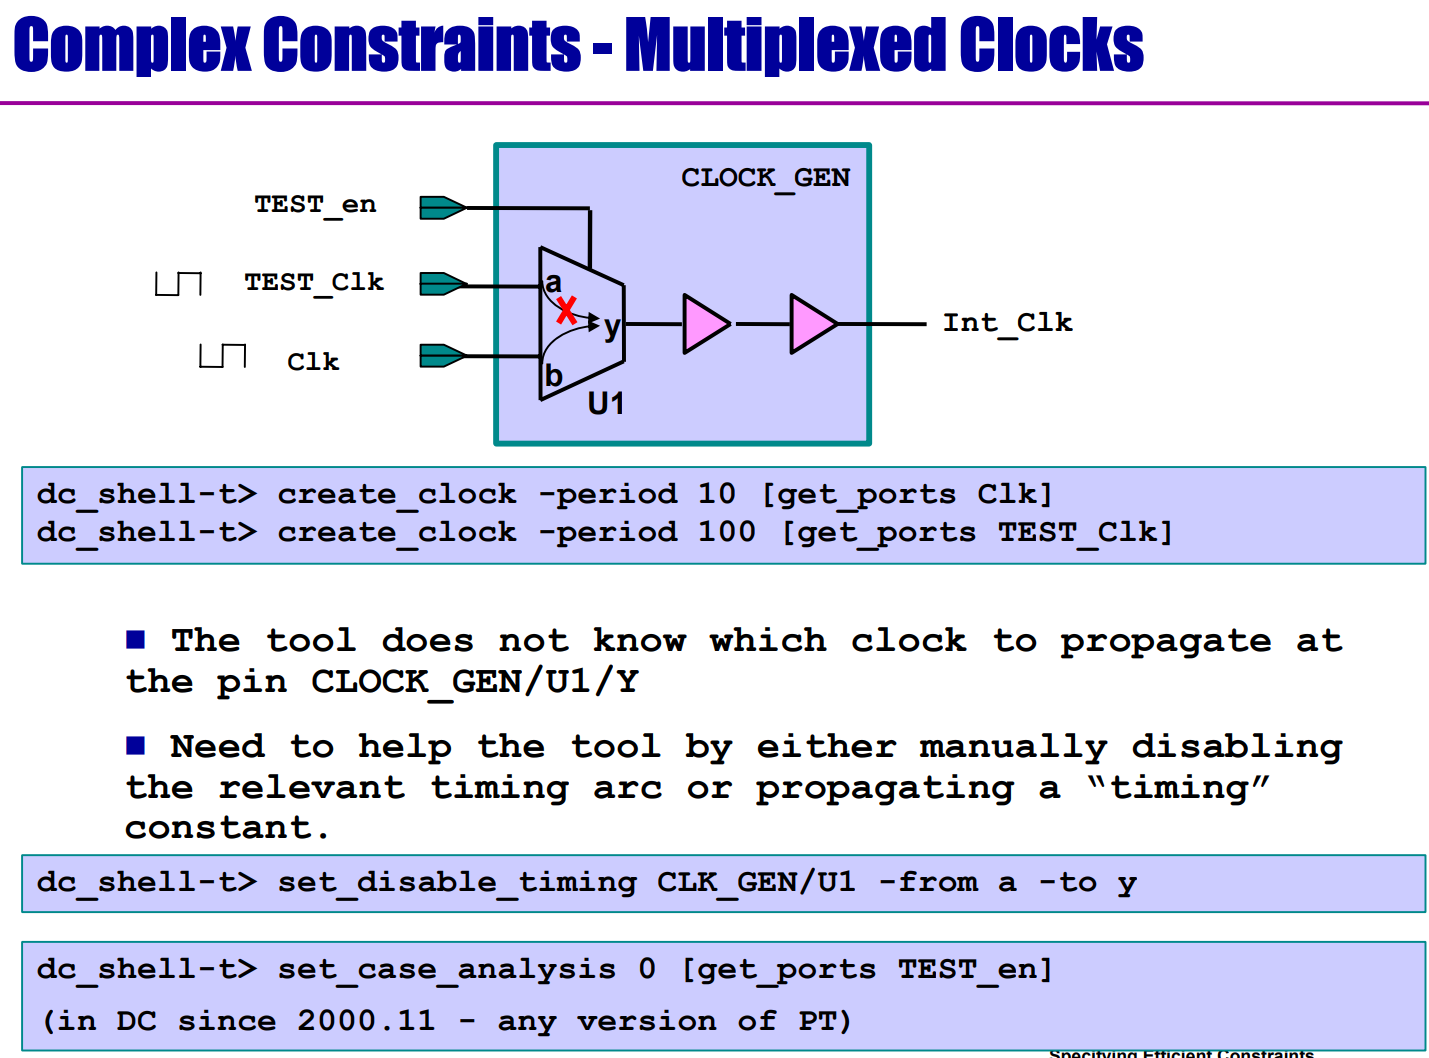 Complex Constraints - Multiplexed Clocks
CLOCK_GEN
TEST_en
TEST_Clk
a
y
Int_Clk
Clk
b
U1
dc_shell-t> create_clock -period 10 [get_ports Clk]
dc_shell-t> create_clock -period 100 [get_ports TEST_Clk]
The tool does not know which clock to propagate at
the pin CLOCK_GEN/U1/Y
Need to help the tool by either manually disabling
the relevant timing arc or propagating a “timing”
constant.
dc_shell-t> set_disable_timing CLK_GEN/U1 -from a -to y
dc_shell-t> set_case_analysis 0 [get_ports TEST_en]
(in DC since 2000.11 - any version of PT)
Specifying Efficient Constraints